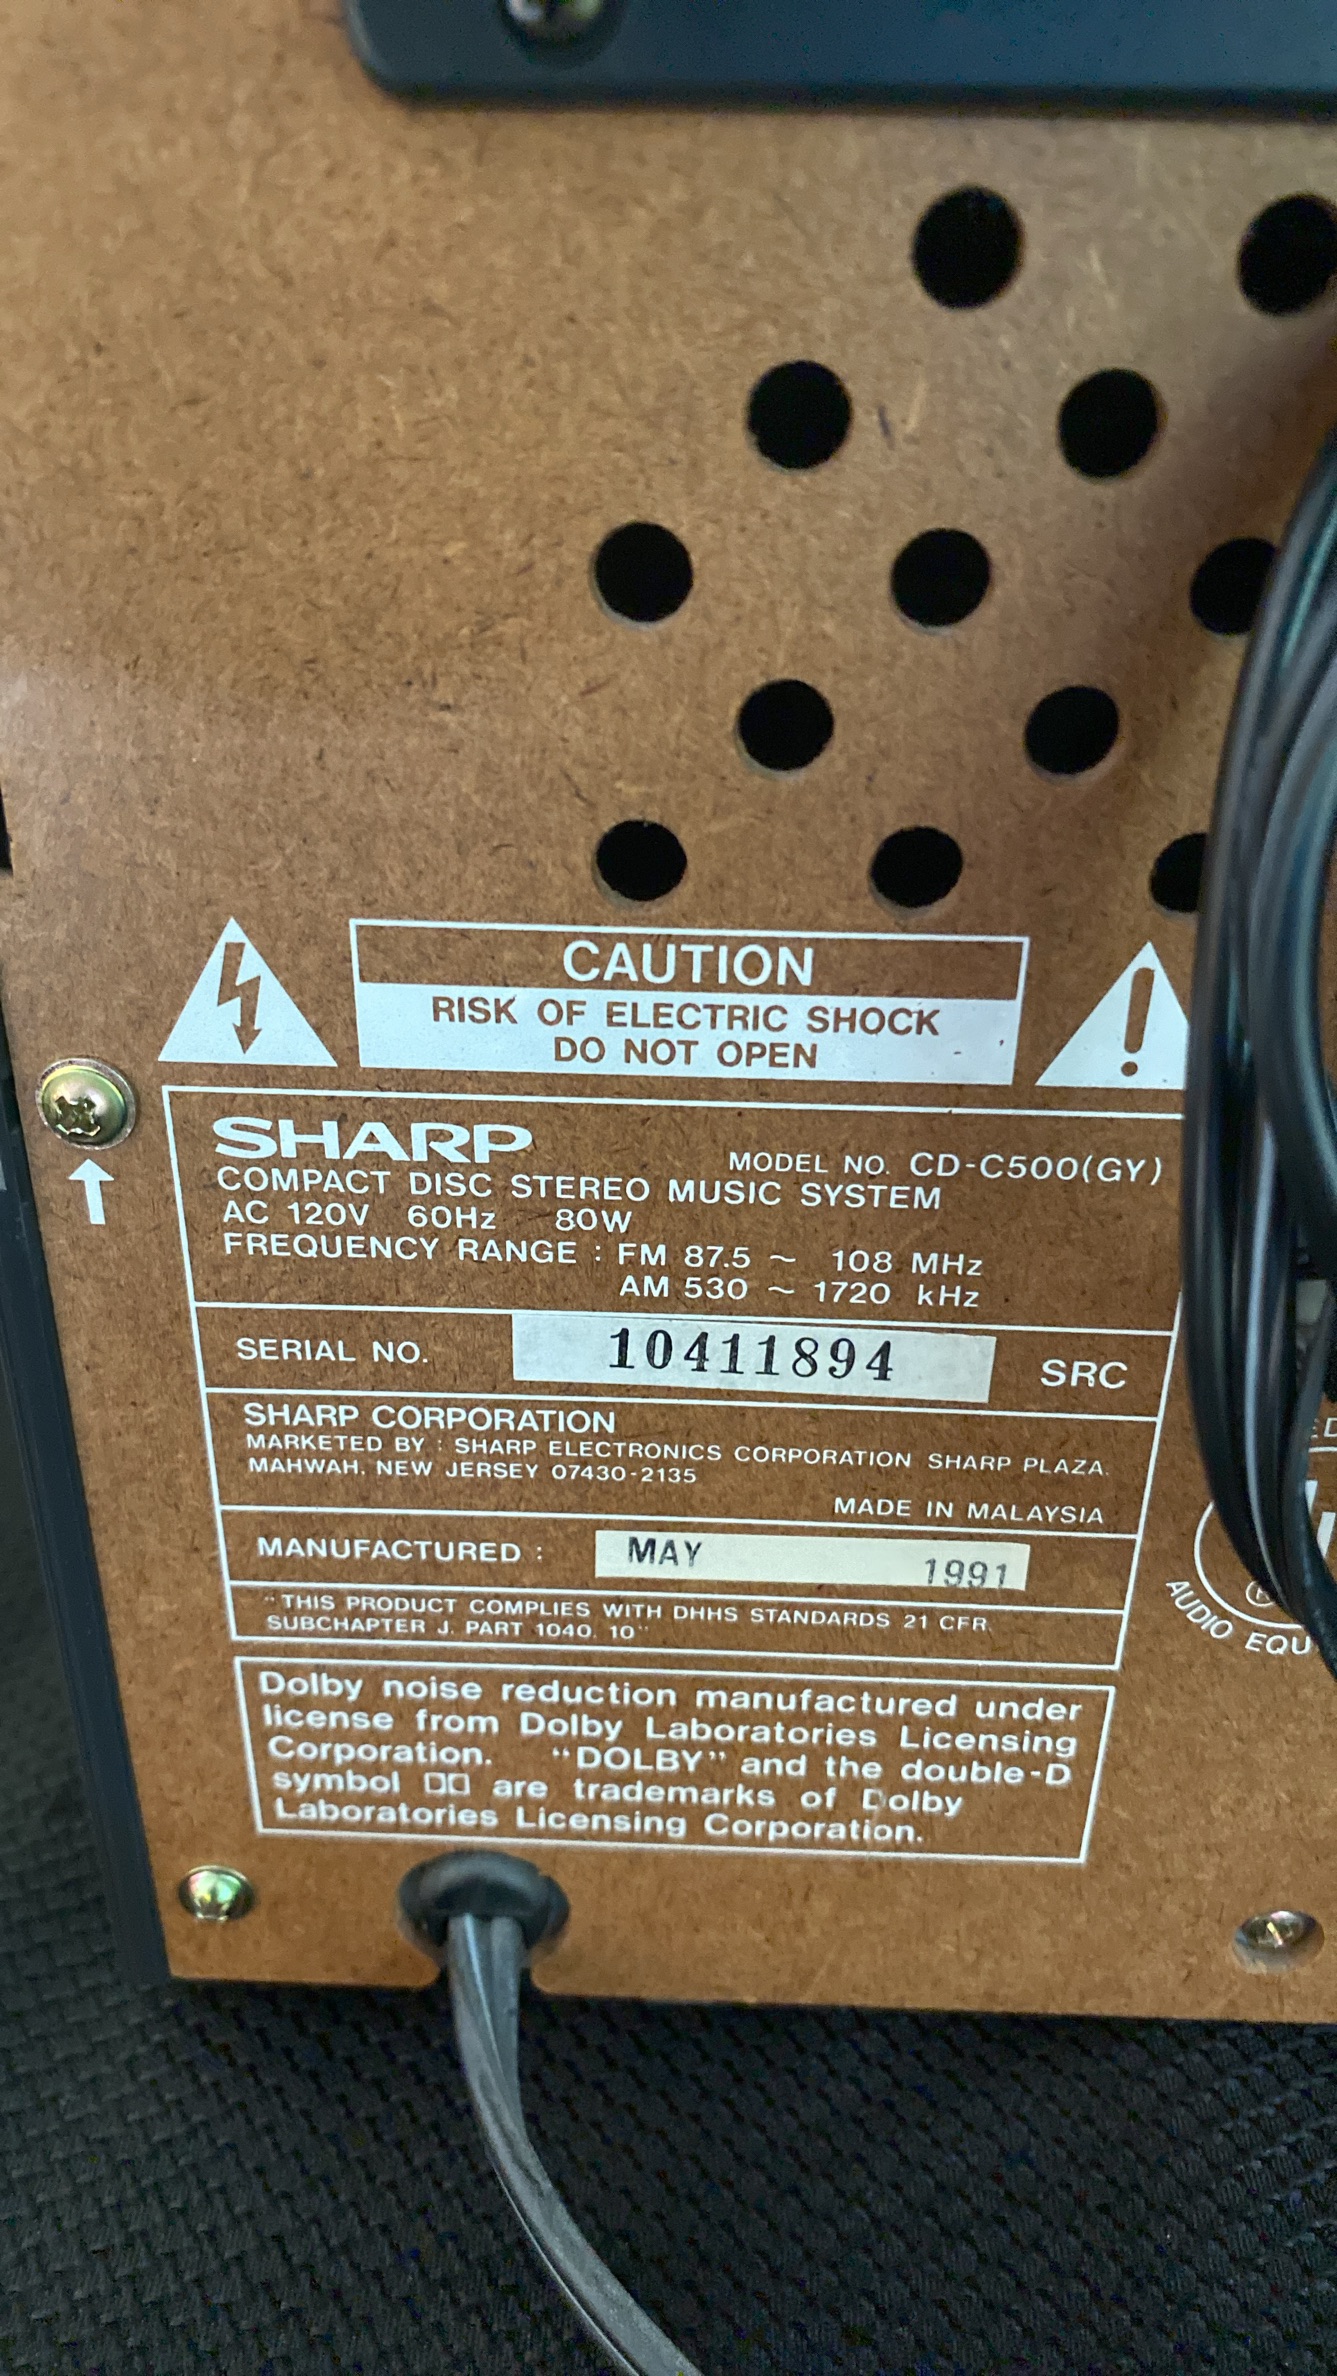 CAUTION
RISK OF ELECTRIC SHOCK
DO NOT OPEN
SHARP
MODEL NO. CD-C500(GY)
COMPACT DISC STEREO MUSIC SYSTEM
AC 120V 60Hz 80W
FREQUENCY RANGE : FM 87.5 ~ 108 MHz
AM 530 ~ 1720 kHz
SERIAL NO. 10411894 SRC
SHARP CORPORATION
MARKETED BY : SHARP ELECTRONICS CORPORATION SHARP PLAZA,
MAHWAH, NEW JERSEY 07430-2135
MADE IN MALAYSIA
MANUFACTURED : MAY 1991
"THIS PRODUCT COMPLIES WITH DHHS STANDARDS 21 CFR,
SUBCHAPTER J, PART 1040. 10"
Dolby noise reduction manufactured under
license from Dolby Laboratories Licensing
Corporation. "DOLBY" and the double-D
symbol are trademarks of Dolby
Laboratories Licensing Corporation.
AUDIO